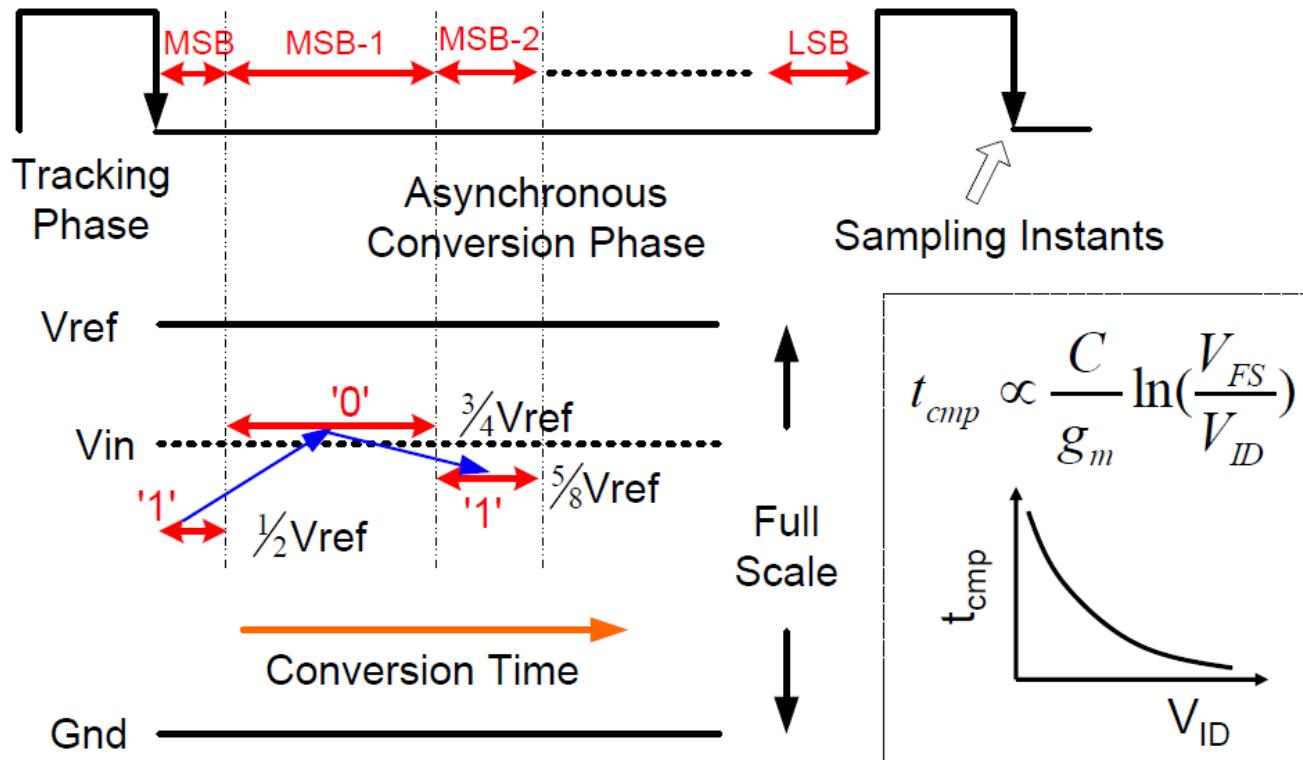 MSB
MSB-1
MSB-2
LSB
Tracking
Phase
Asynchronous
Conversion Phase
Sampling Instants
Vref
Vin
'1'
½Vref
'0'
¾Vref
'1'
⅝Vref
Full
Scale
Conversion Time
Gnd
t_cmp ∝ C/g_m ln(V_FS/V_ID)
t_cmp
V_ID